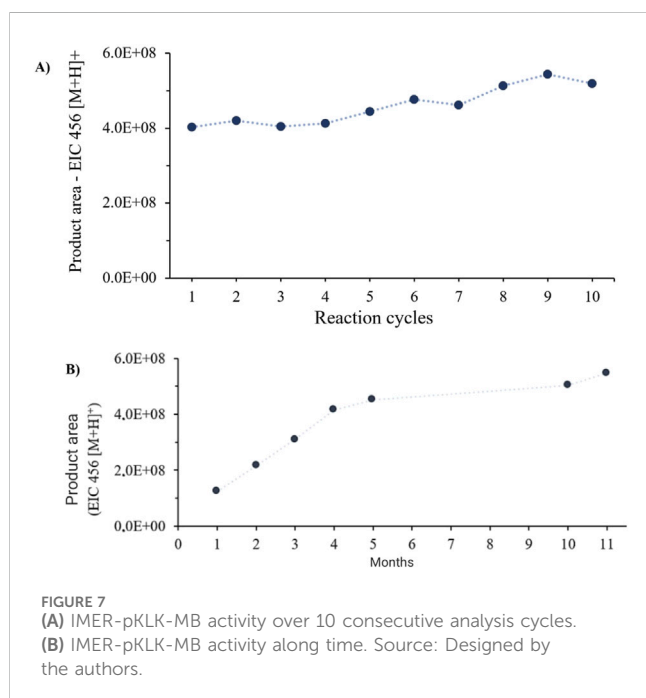 A)
6.0E+08
4.0E+08
2.0E+08
0.0E+00
Product area - EIC 456 [M+H]+
1 2 3 4 5 6 7 8 9 10
Reaction cycles
B)
6.0E+08
4.0E+08
2.0E+08
0.0E+00
Product area
(EIC 456 [M+H]⁺)
0 1 2 3 4 5 6 7 8 9 10 11
Months
FIGURE 7
(A) IMER-pKLK-MB activity over 10 consecutive analysis cycles.
(B) IMER-pKLK-MB activity along time. Source: Designed by
the authors.